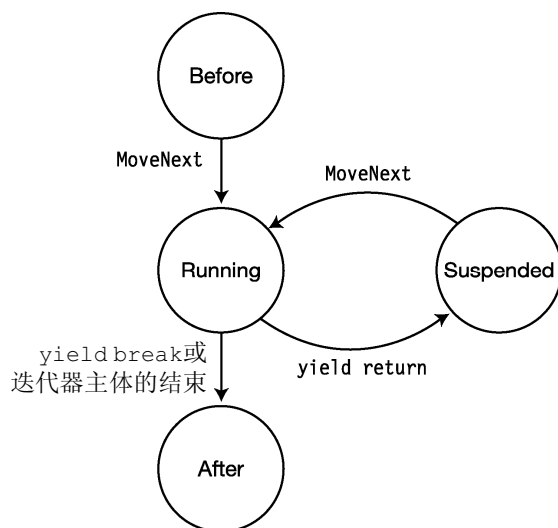 Before
MoveNext
MoveNext
Running
Suspended
yield break或
迭代器主体的结束
yield return
After